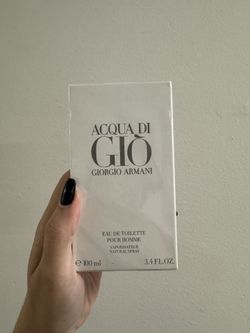 ACQUA DI
GIÒ
GIORGIO ARMANI
EAU DE TOILETTE
POUR HOMME
VAPORISATEUR
NATURAL SPRAY
e 100 ml - 3.4 FL.OZ